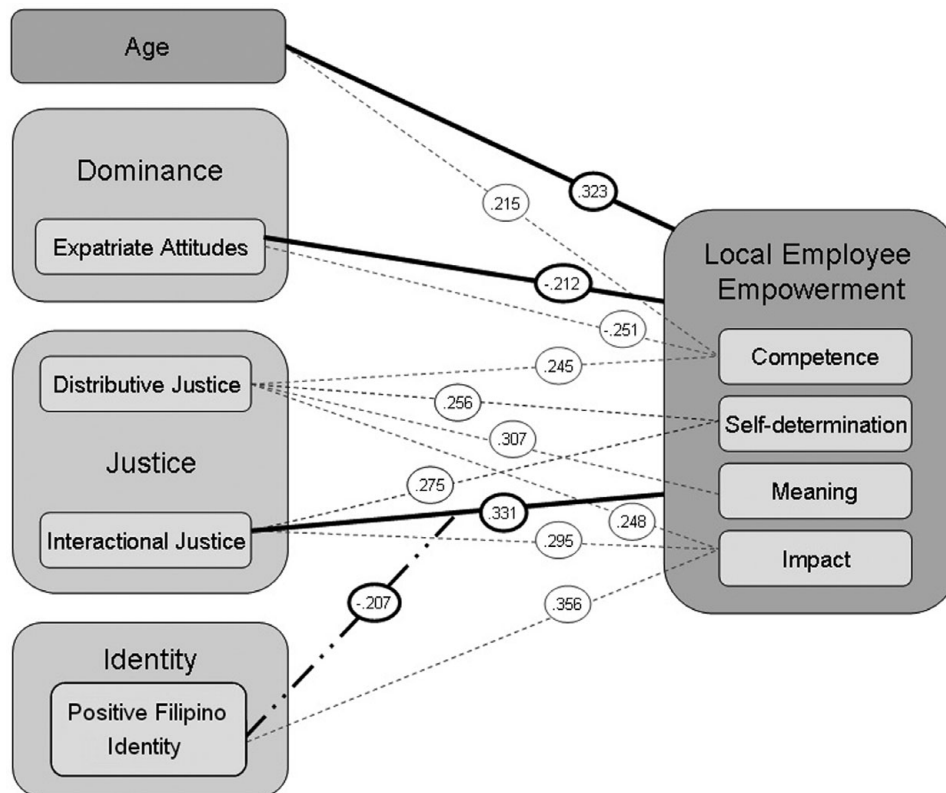 Age
Dominance
Expatriate Attitudes
Distributive Justice
Justice
Interactional Justice
Identity
Positive Filipino
Identity
.323
.215
-.212
-.251
.245
.256
.307
.275
.331
.248
.295
-.207
.356
Local Employee
Empowerment
Competence
Self-determination
Meaning
Impact